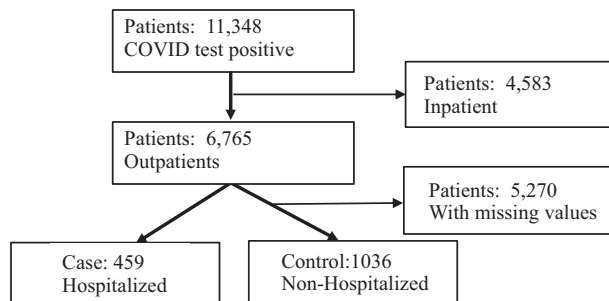 Patients: 11,348
COVID test positive
Patients: 4,583
Inpatient
Patients: 6,765
Outpatients
Patients: 5,270
With missing values
Case: 459
Hospitalized
Control:1036
Non-Hospitalized